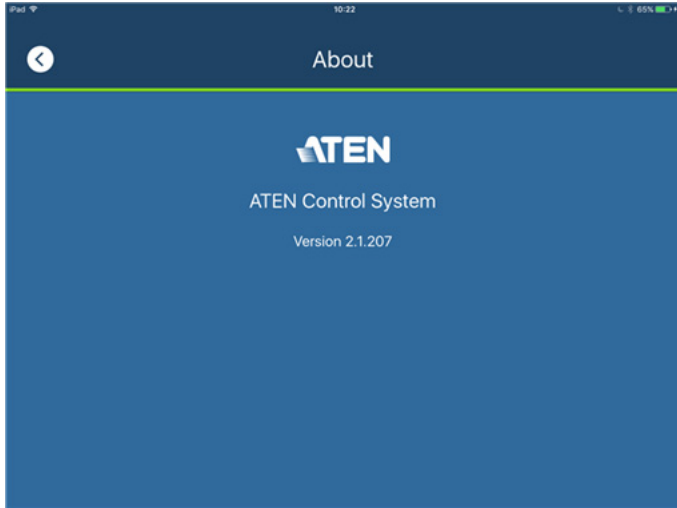 iPad
10:22
65%
About
ATEN
ATEN Control System
Version 2.1.207